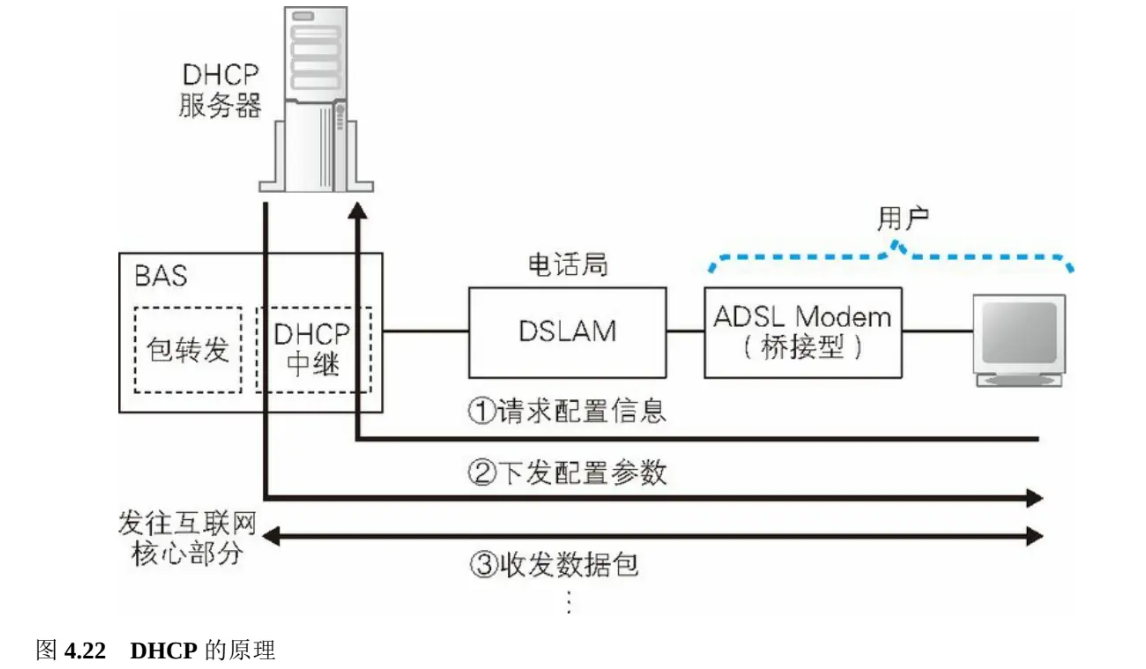 DHCP
服务器
用户
BAS
电话局
包转发
DHCP
中继
DSLAM
ADSL Modem
（桥接型）
①请求配置信息
②下发配置参数
发往互联网
核心部分
③收发数据包
⋮
图 4.22 DHCP 的原理